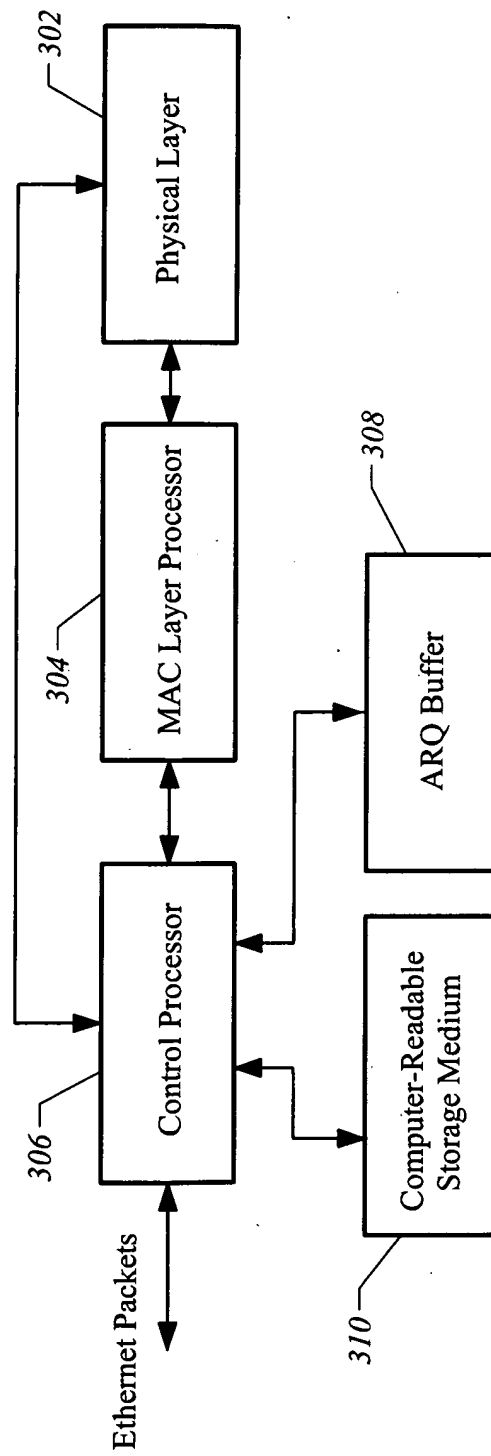 302
Physical Layer
304
MAC Layer Processor
306
Control Processor
Ethernet Packets
308
ARQ Buffer
310
Computer-Readable
Storage Medium